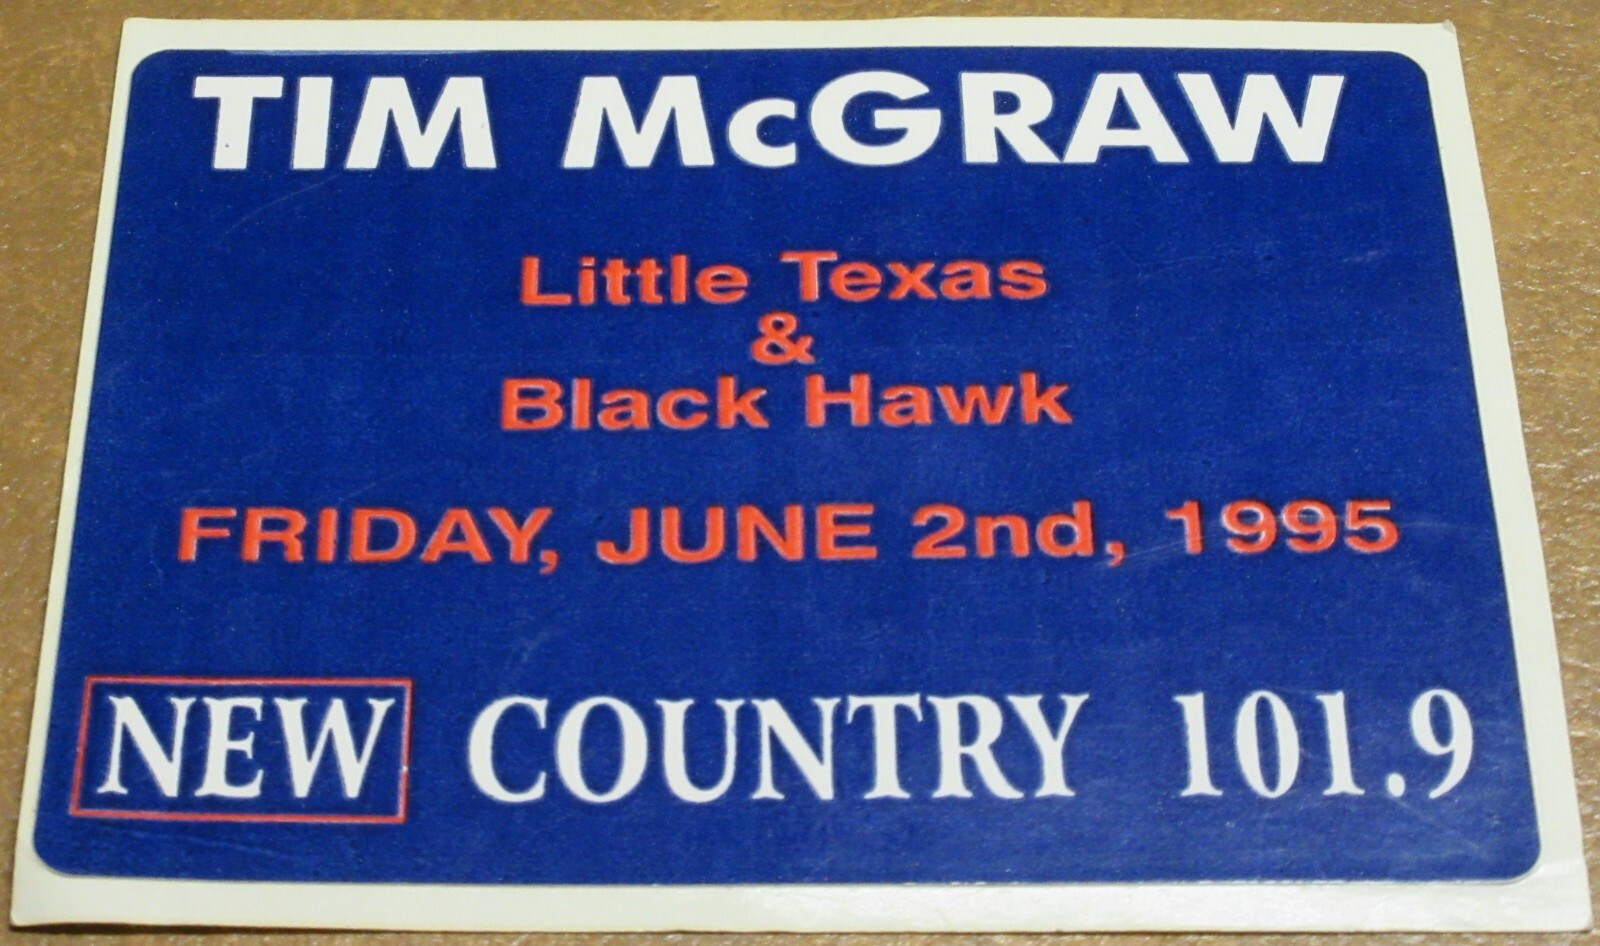 TIM McGRAW
Little Texas
&
Black Hawk
FRIDAY, JUNE 2nd, 1995
NEW COUNTRY 101.9